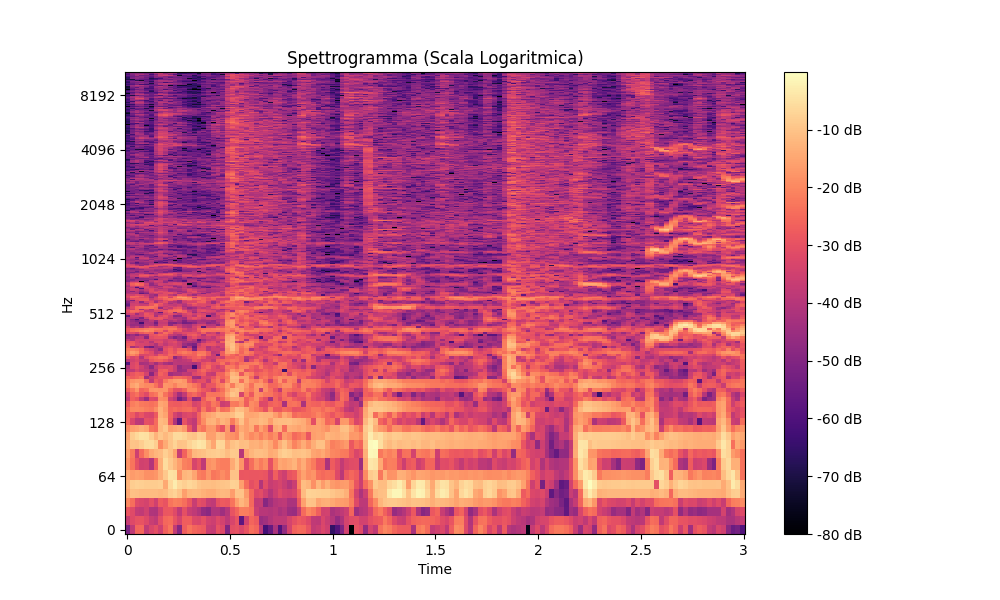 Spettrogramma (Scala Logaritmica)
Hz
8192
4096
2048
1024
512
256
128
64
0
0
0.5
1
1.5
2
2.5
3
Time
-10 dB
-20 dB
-30 dB
-40 dB
-50 dB
-60 dB
-70 dB
-80 dB